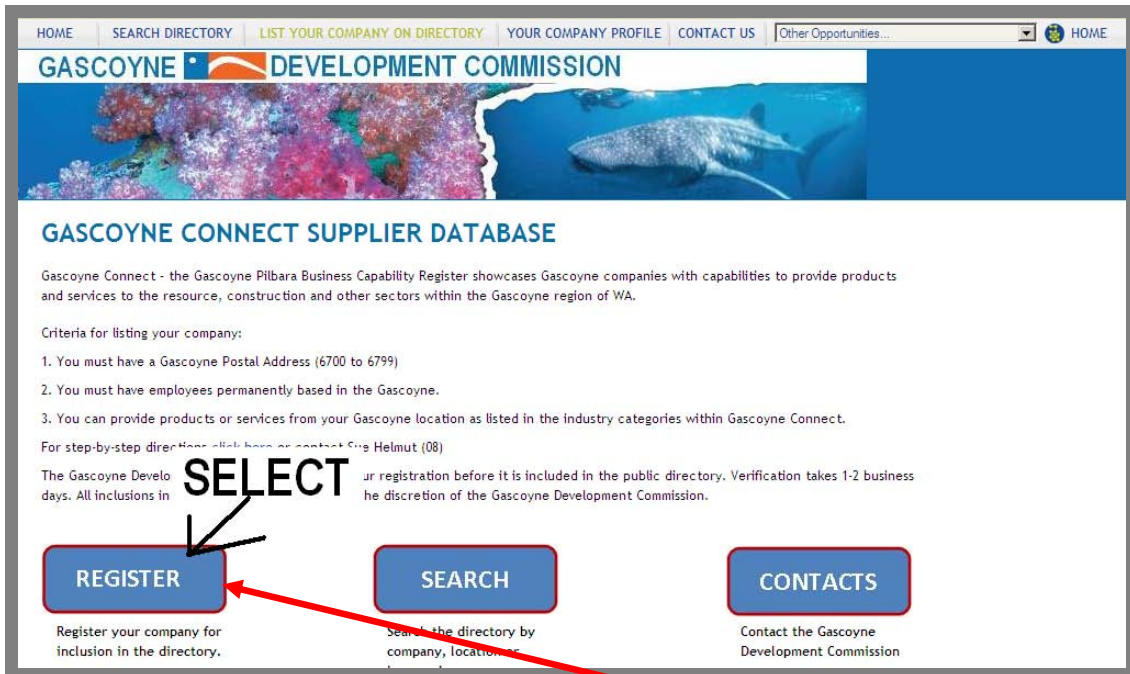 HOME SEARCH DIRECTORY LIST YOUR COMPANY ON DIRECTORY YOUR COMPANY PROFILE CONTACT US Other Opportunities... HOME
GASCOYNE DEVELOPMENT COMMISSION
GASCOYNE CONNECT SUPPLIER DATABASE
Gascoyne Connect - the Gascoyne Pilbara Business Capability Register showcases Gascoyne companies with capabilities to provide products
and services to the resource, construction and other sectors within the Gascoyne region of WA.
Criteria for listing your company:
1. You must have a Gascoyne Postal Address (6700 to 6799)
2. You must have employees permanently based in the Gascoyne.
3. You can provide products or services from your Gascoyne location as listed in the industry categories within Gascoyne Connect.
For step-by-step directions click here or contact Sue Helmut (08)
The Gascoyne Develo ur registration before it is included in the public directory. Verification takes 1-2 business
days. All inclusions in he discretion of the Gascoyne Development Commission.
SELECT
REGISTER SEARCH CONTACTS
Register your company for Search the directory by Contact the Gascoyne
inclusion in the directory. company, location or Development Commission